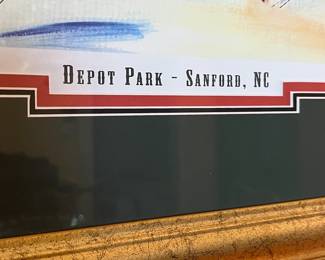 Depot Park - Sanford, NC